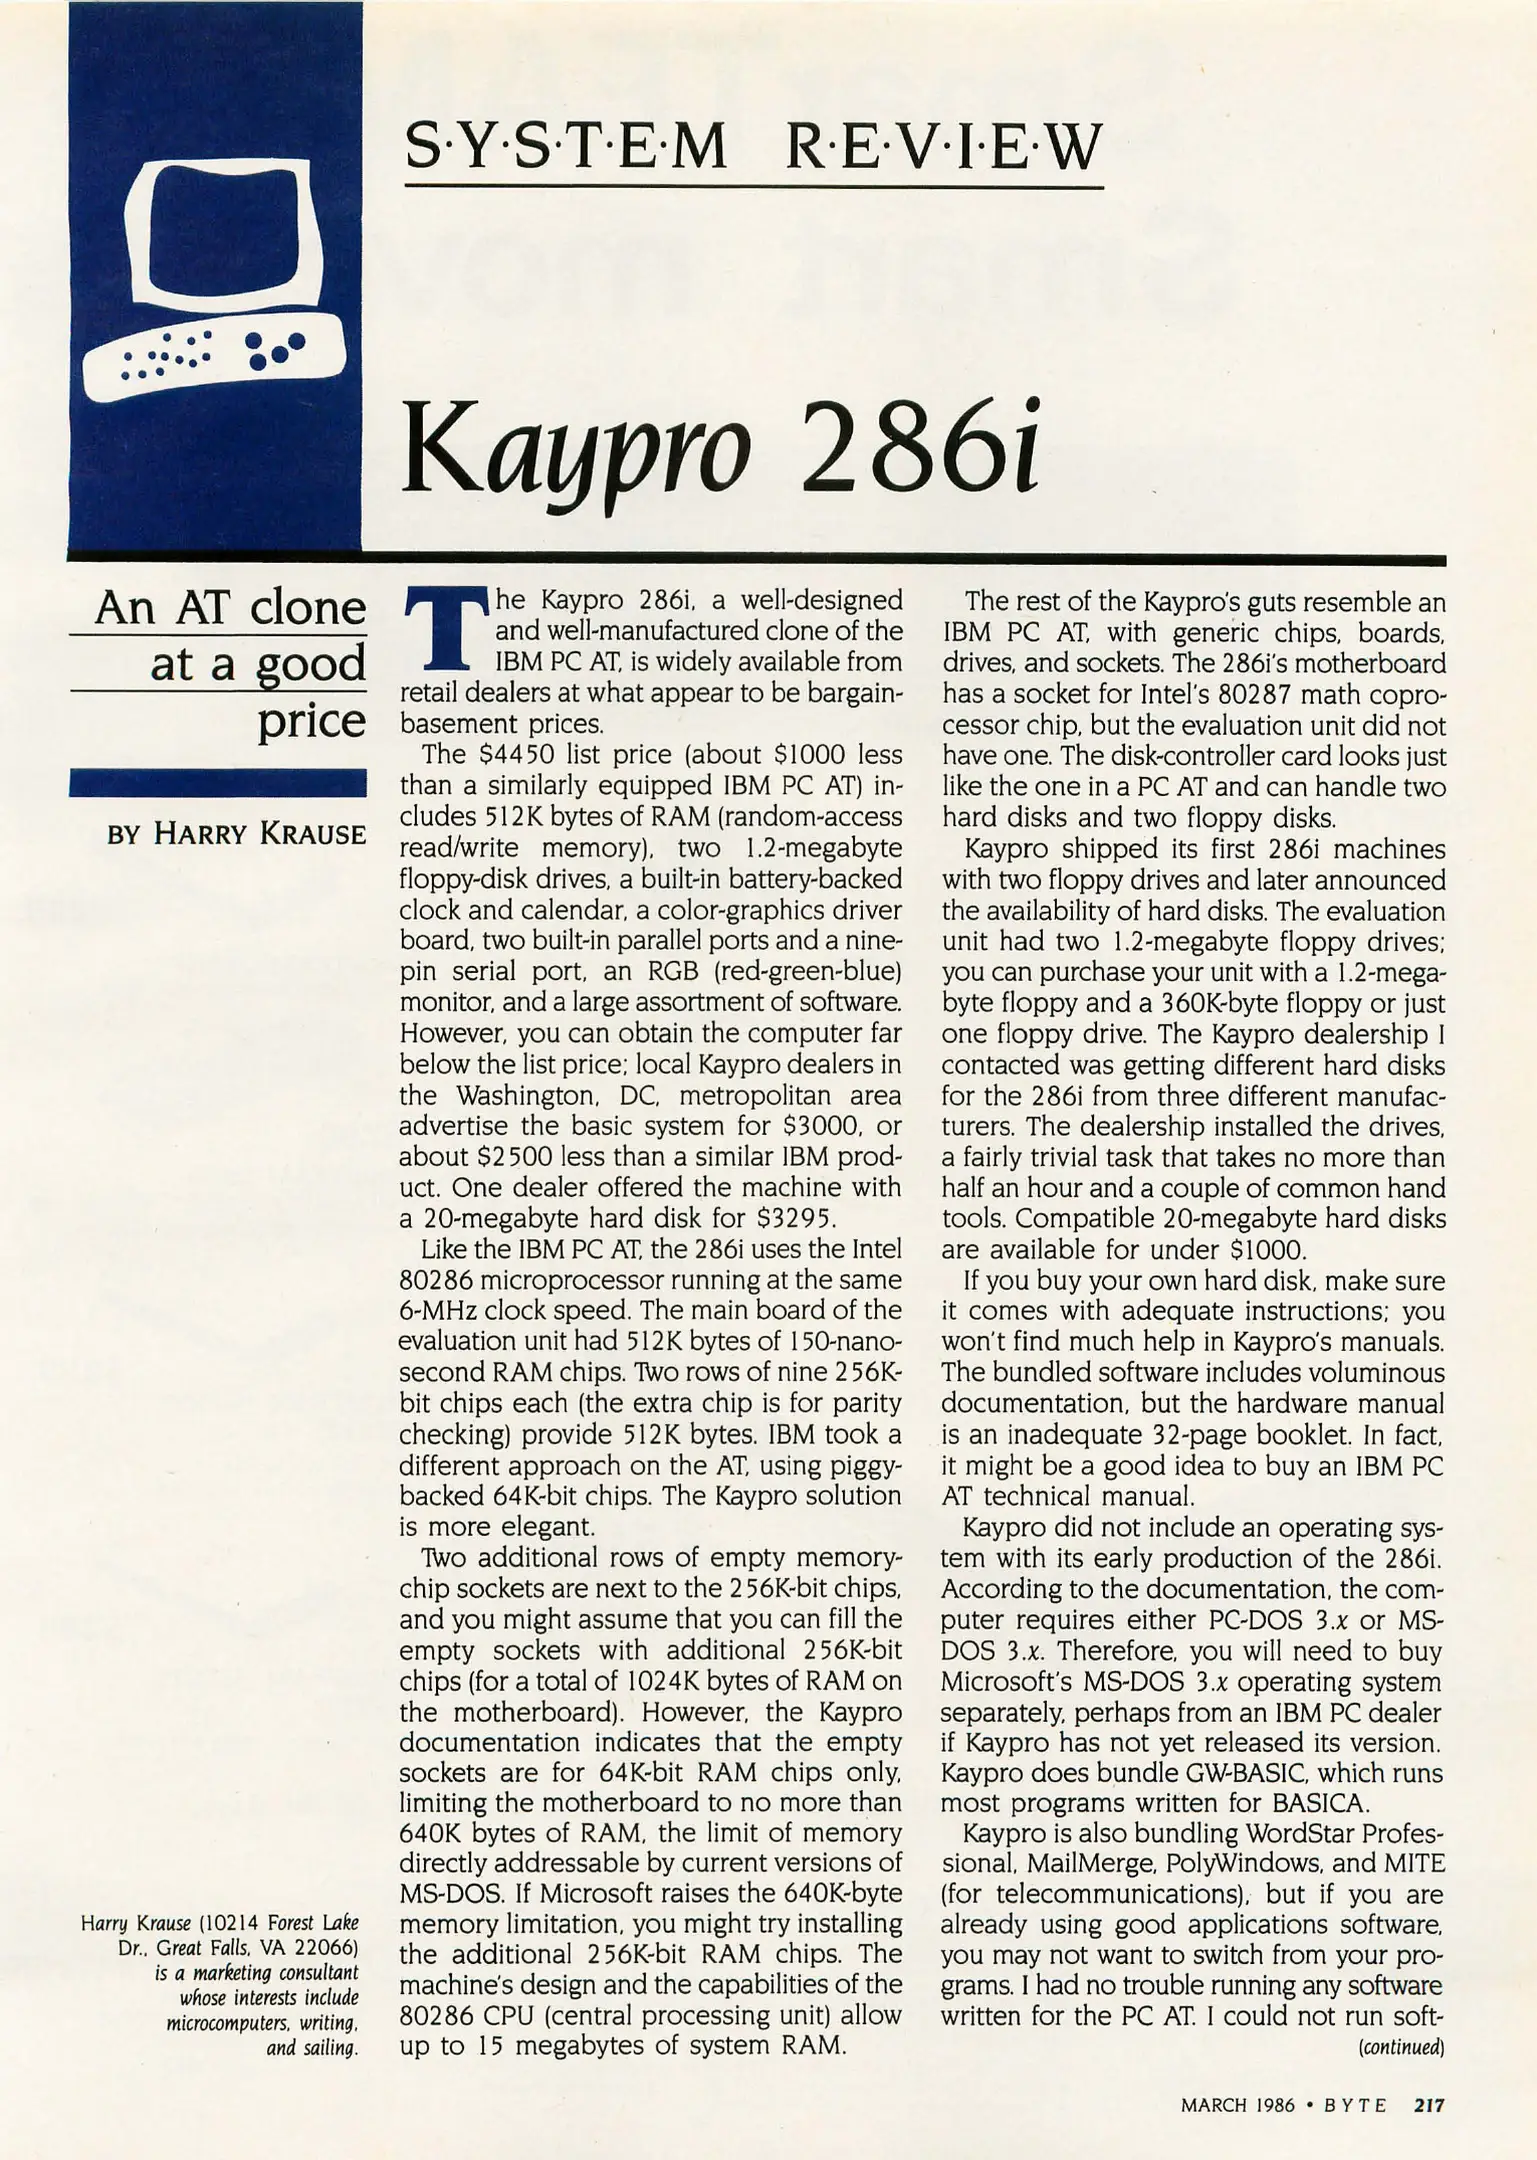 S·Y·S·T·E·M R·E·V·I·E·W
Kaypro 286i
An AT clone
at a good
price
BY HARRY KRAUSE
Harry Krause (10214 Forest Lake
Dr., Great Falls, VA 22066)
is a marketing consultant
whose interests include
microcomputers, writing,
and sailing.
The Kaypro 286i, a well-designed
and well-manufactured clone of the
IBM PC AT, is widely available from
retail dealers at what appear to be bargain-
basement prices.
The $4450 list price (about $1000 less
than a similarly equipped IBM PC AT) in-
cludes 512K bytes of RAM (random-access
read/write memory), two 1.2-megabyte
floppy-disk drives, a built-in battery-backed
clock and calendar, a color-graphics driver
board, two built-in parallel ports and a nine-
pin serial port, an RGB (red-green-blue)
monitor, and a large assortment of software.
However, you can obtain the computer far
below the list price; local Kaypro dealers in
the Washington, DC, metropolitan area
advertise the basic system for $3000, or
about $2500 less than a similar IBM prod-
uct. One dealer offered the machine with
a 20-megabyte hard disk for $3295.
Like the IBM PC AT, the 286i uses the Intel
80286 microprocessor running at the same
6-MHz clock speed. The main board of the
evaluation unit had 512K bytes of 150-nano-
second RAM chips. Two rows of nine 256K-
bit chips each (the extra chip is for parity
checking) provide 512K bytes. IBM took a
different approach on the AT, using piggy-
backed 64K-bit chips. The Kaypro solution
is more elegant.
Two additional rows of empty memory-
chip sockets are next to the 256K-bit chips,
and you might assume that you can fill the
empty sockets with additional 256K-bit
chips (for a total of 1024K bytes of RAM on
the motherboard). However, the Kaypro
documentation indicates that the empty
sockets are for 64K-bit RAM chips only,
limiting the motherboard to no more than
640K bytes of RAM, the limit of memory
directly addressable by current versions of
MS-DOS. If Microsoft raises the 640K-byte
memory limitation, you might try installing
the additional 256K-bit RAM chips. The
machine's design and the capabilities of the
80286 CPU (central processing unit) allow
up to 15 megabytes of system RAM.
The rest of the Kaypro's guts resemble an
IBM PC AT, with generic chips, boards,
drives, and sockets. The 286i's motherboard
has a socket for Intel's 80287 math copro-
cessor chip, but the evaluation unit did not
have one. The disk-controller card looks just
like the one in a PC AT and can handle two
hard disks and two floppy disks.
Kaypro shipped its first 286i machines
with two floppy drives and later announced
the availability of hard disks. The evaluation
unit had two 1.2-megabyte floppy drives;
you can purchase your unit with a 1.2-mega-
byte floppy and a 360K-byte floppy or just
one floppy drive. The Kaypro dealership I
contacted was getting different hard disks
for the 286i from three different manufac-
turers. The dealership installed the drives,
a fairly trivial task that takes no more than
half an hour and a couple of common hand
tools. Compatible 20-megabyte hard disks
are available for under $1000.
If you buy your own hard disk, make sure
it comes with adequate instructions; you
won't find much help in Kaypro's manuals.
The bundled software includes voluminous
documentation, but the hardware manual
is an inadequate 32-page booklet. In fact,
it might be a good idea to buy an IBM PC
AT technical manual.
Kaypro did not include an operating sys-
tem with its early production of the 286i.
According to the documentation, the com-
puter requires either PC-DOS 3.x or MS-
DOS 3.x. Therefore, you will need to buy
Microsoft's MS-DOS 3.x operating system
separately, perhaps from an IBM PC dealer
if Kaypro has not yet released its version.
Kaypro does bundle GW-BASIC, which runs
most programs written for BASICA.
Kaypro is also bundling WordStar Profes-
sional, MailMerge, PolyWindows, and MITE
(for telecommunications), but if you are
already using good applications software,
you may not want to switch from your pro-
grams. I had no trouble running any software
written for the PC AT. I could not run soft-
(continued)
MARCH 1986 • BYTE 217